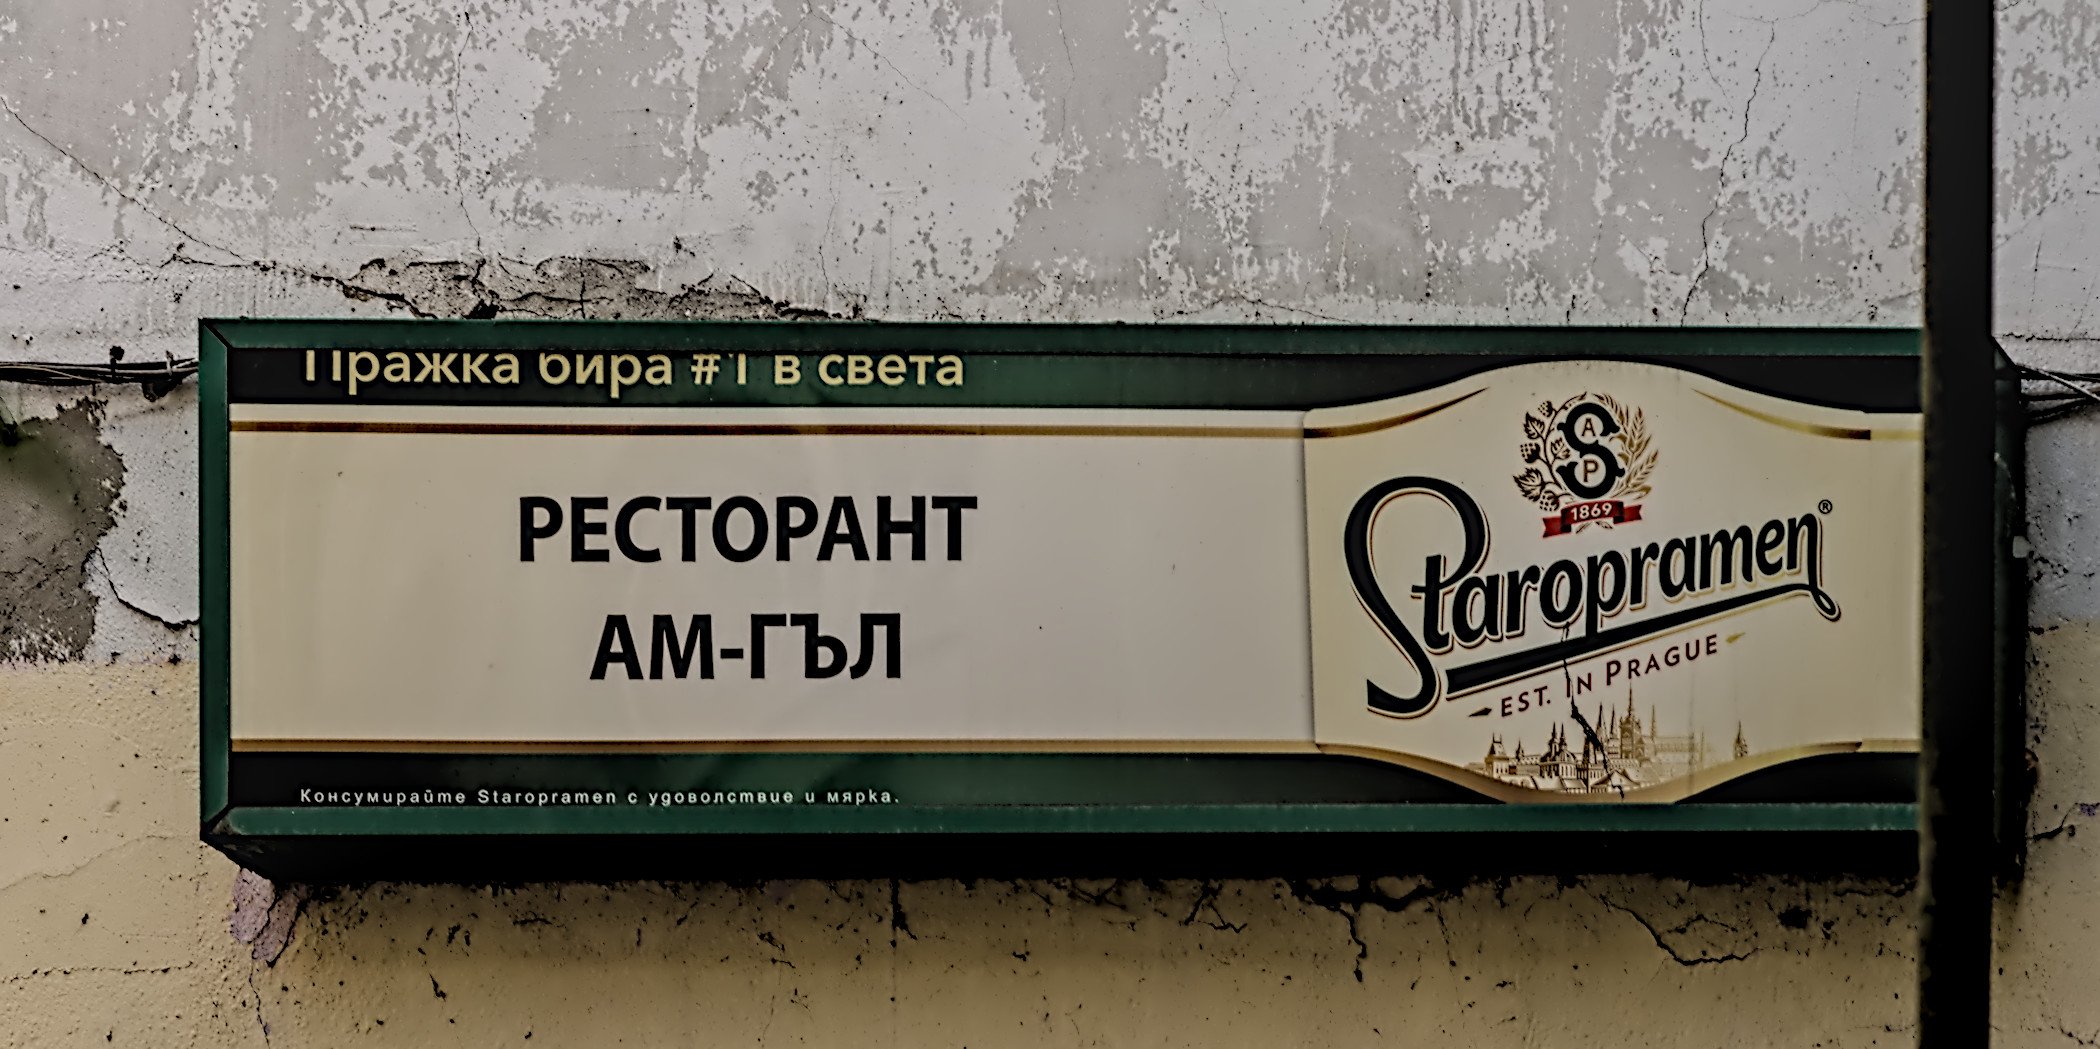 Пражка бира #1 в света
РЕСТОРАНТ
АМ-ГЪЛ
Консумирайте Staropramen с удоволствие и мярка.
A
S
P
1869
Staropramen®
EST. IN PRAGUE